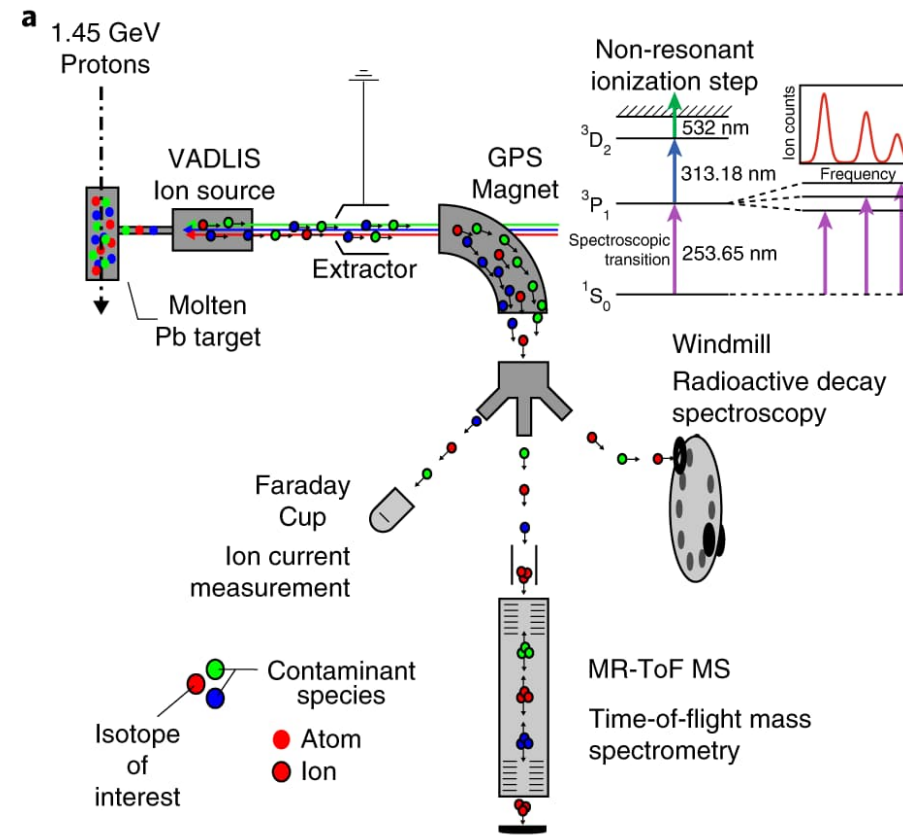 a
1.45 GeV
Protons
VADLIS
Ion source
Extractor
GPS
Magnet
Molten
Pb target
Non-resonant
ionization step
³D₂
532 nm
313.18 nm
³P₁
Spectroscopic
transition
253.65 nm
¹S₀
Ion counts
Frequency
Windmill
Radioactive decay
spectroscopy
Faraday
Cup
Ion current
measurement
MR-ToF MS
Time-of-flight mass
spectrometry
Contaminant
species
Isotope
of
interest
Atom
Ion